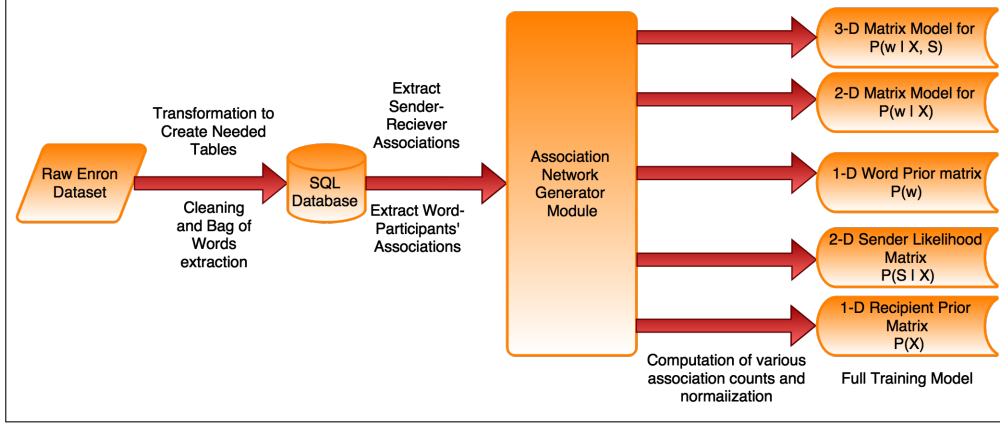 Raw Enron
Dataset
Transformation to
Create Needed
Tables
Cleaning
and Bag of
Words
extraction
SQL
Database
Extract
Sender-
Reciever
Associations
Extract Word-
Participants'
Associations
Association
Network
Generator
Module
3-D Matrix Model for
P(w | X, S)
2-D Matrix Model for
P(w | X)
1-D Word Prior matrix
P(w)
2-D Sender Likelihood
Matrix
P(S | X)
1-D Recipient Prior
Matrix
P(X)
Computation of various
association counts and
normaiization
Full Training Model